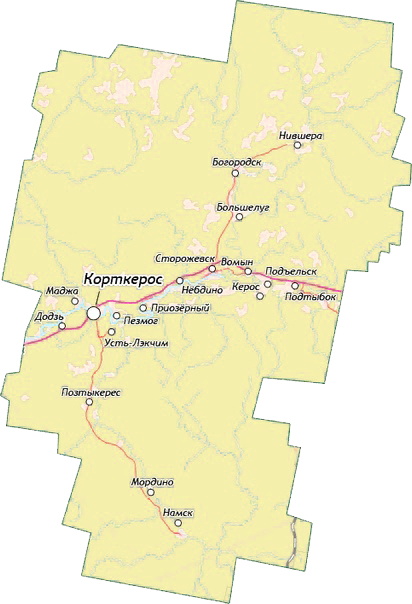 Нившера
Богородск
Большелуг
Сторожевск
Вомын
Подъельск
Корткерос
Небдино
Керос
Подтыбок
Маджа
Приозёрный
Додзь
Пезмог
Усть-Лэкчим
Позтыкерес
Мордино
Намск